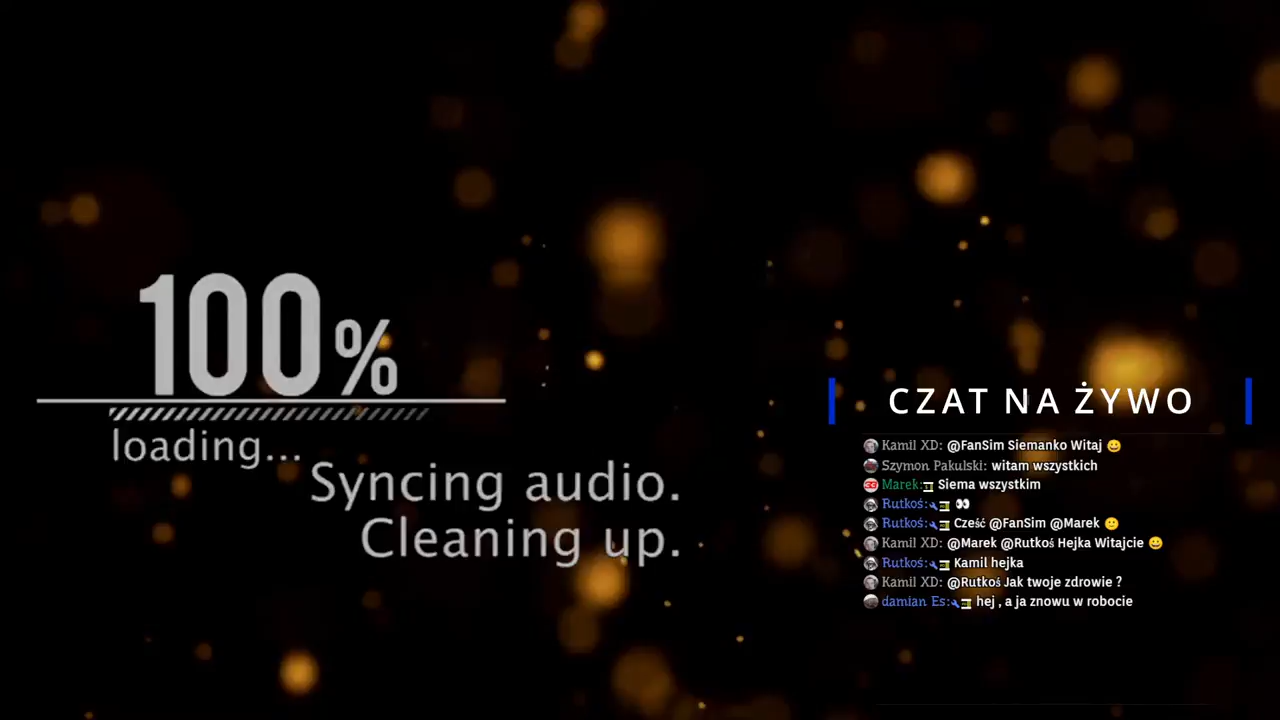 100%
loading...
Syncing audio.
Cleaning up.
CZAT NA ŻYWO
Kamil XD: @FanSim Siemanko Witaj 😀
Szymon Pakulski: witam wszystkich
Marek: Siema wszystkim
Rutkoś: 👀
Rutkoś: Cześć @FanSim @Marek 🙂
Kamil XD: @Marek @Rutkoś Hejka Witajcie 😀
Rutkoś: Kamil hejka
Kamil XD: @Rutkoś Jak twoje zdrowie ?
damian Es: hej , a ja znowu w robocie